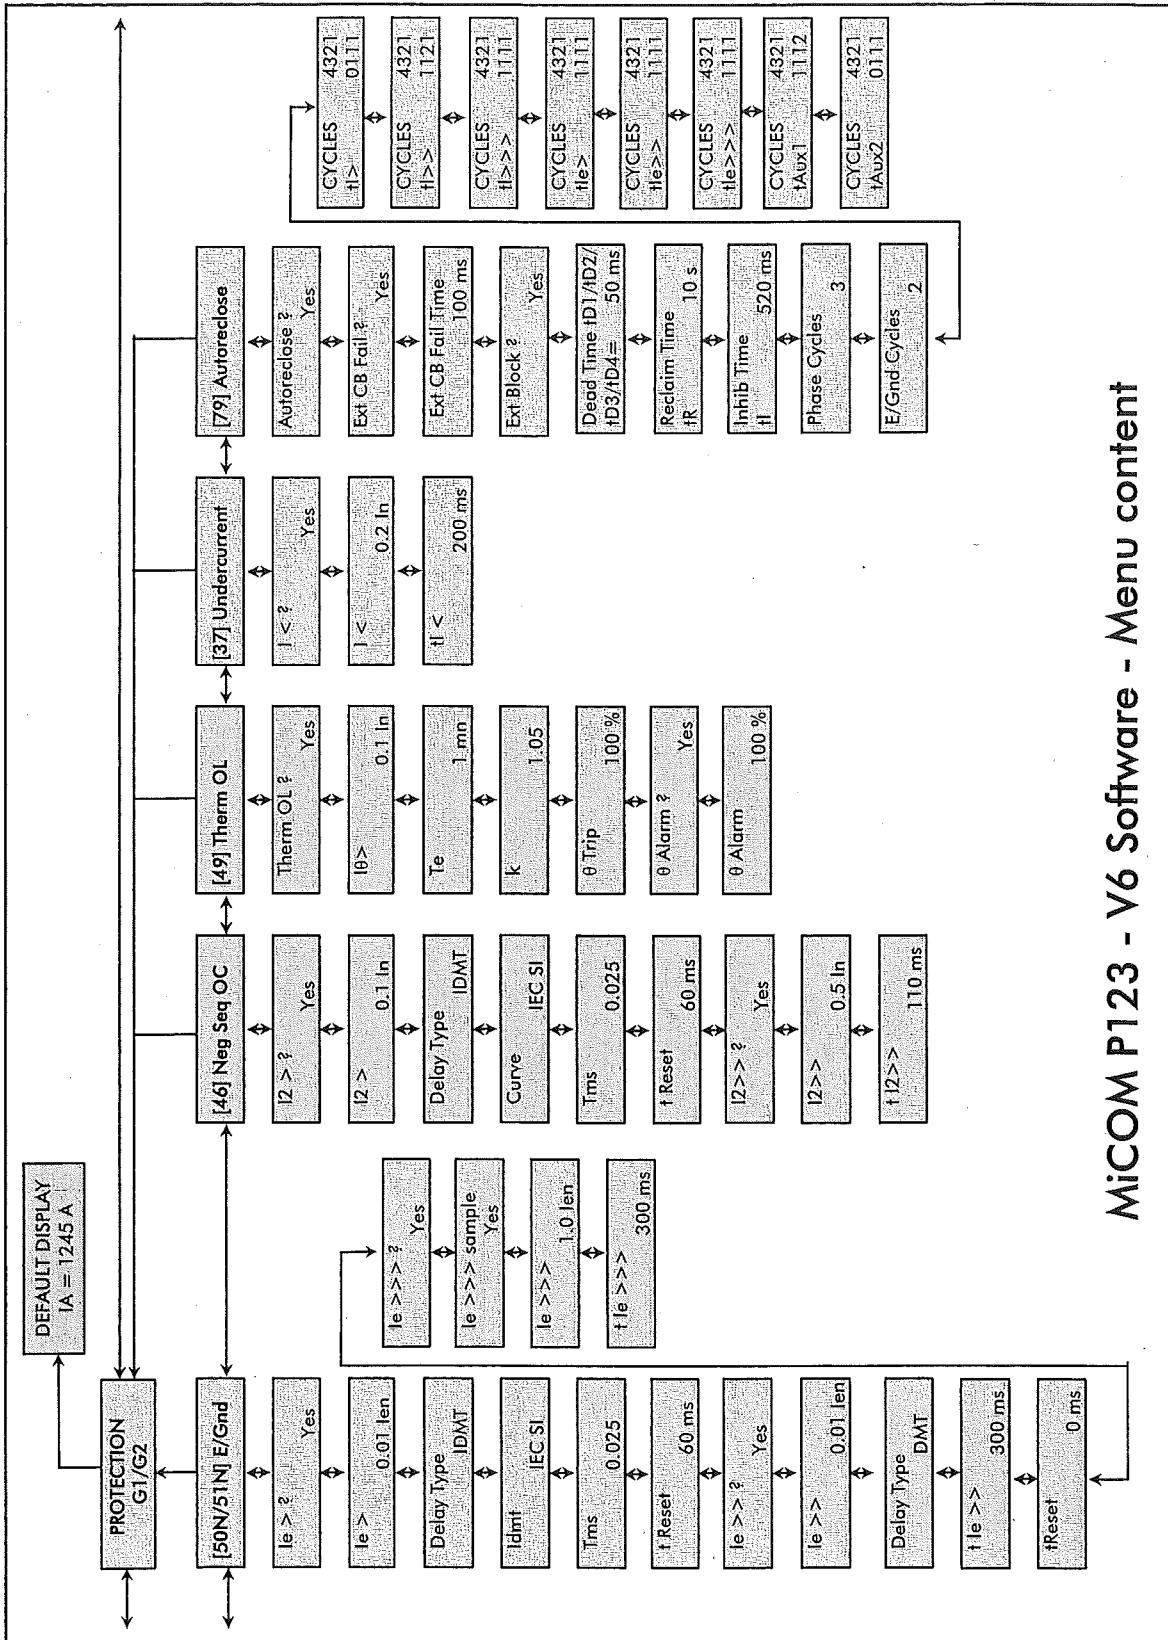 DEFAULT DISPLAY
IA = 1245 A
PROTECTION
G1/G2
[50N/51N] E/Gnd
Ie > ?
Yes
Ie >
0.01 Ien
Delay Type
IDMT
Idmt
IEC SI
Tms
0.025
t Reset
60 ms
Ie >> ?
Yes
Ie >>
0.01 Ien
Delay Type
DMT
t Ie >>
300 ms
tReset
0 ms
Ie >>> ?
Yes
Ie >>> sample
Yes
Ie >>>
1.0 Ien
t Ie >>>
300 ms
[46] Neg Seq OC
I2 > ?
Yes
I2 >
0.1 In
Delay Type
IDMT
Curve
IEC SI
Tms
0.025
t Reset
60 ms
I2>> ?
Yes
I2>>
0.5 In
t I2>>
110 ms
[49] Therm OL
Therm OL ?
Yes
Iθ>
0.1 In
Te
1 mn
k
1.05
θ Trip
100 %
θ Alarm ?
Yes
θ Alarm
100 %
[37] Undercurrent
I < ?
Yes
I <
0.2 In
tI <
200 ms
[79] Autoreclose
Autoreclose ?
Yes
Ext CB Fail ?
Yes
Ext CB Fail Time
100 ms
Ext Block ?
Yes
Dead Time tD1/tD2/
tD3/tD4= 50 ms
Reclaim Time
tR 10 s
Inhib Time
tI 520 ms
Phase Cycles
3
E/Gnd Cycles
2
CYCLES 4321
tI> 0111
CYCLES 4321
tI>> 1121
CYCLES 4321
tI>>> 1111
CYCLES 4321
tIe> 1111
CYCLES 4321
tIe>> 1111
CYCLES 4321
tIe>>> 1111
CYCLES 4321
tAux1 1112
CYCLES 4321
tAux2 0111
MiCOM P123 - V6 Software - Menu content